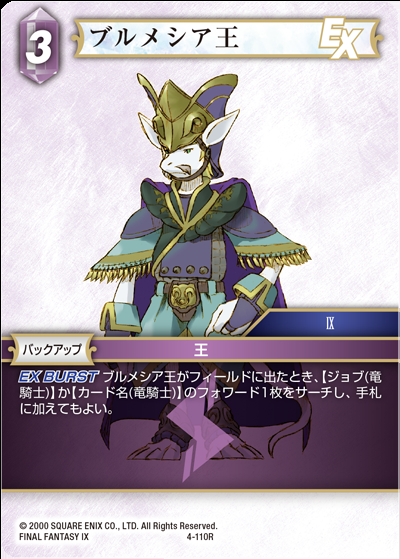 3
ブルメシア王
EX
IX
バックアップ
王
EX BURST ブルメシア王がフィールドに出たとき、【ジョブ(竜
騎士)】か【カード名(竜騎士)】のフォワード1枚をサーチし、手札
に加えてもよい。
© 2000 SQUARE ENIX CO., LTD. All Rights Reserved.
FINAL FANTASY IX 4-110R